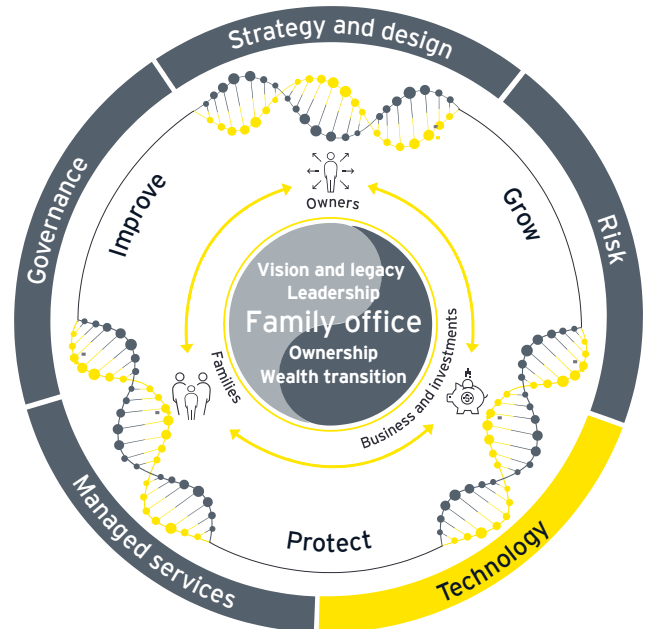 Strategy and design
Governance
Risk
Improve
Grow
Owners
Vision and legacy
Leadership
Family office
Ownership
Wealth transition
Families
Business and investments
Protect
Managed services
Technology